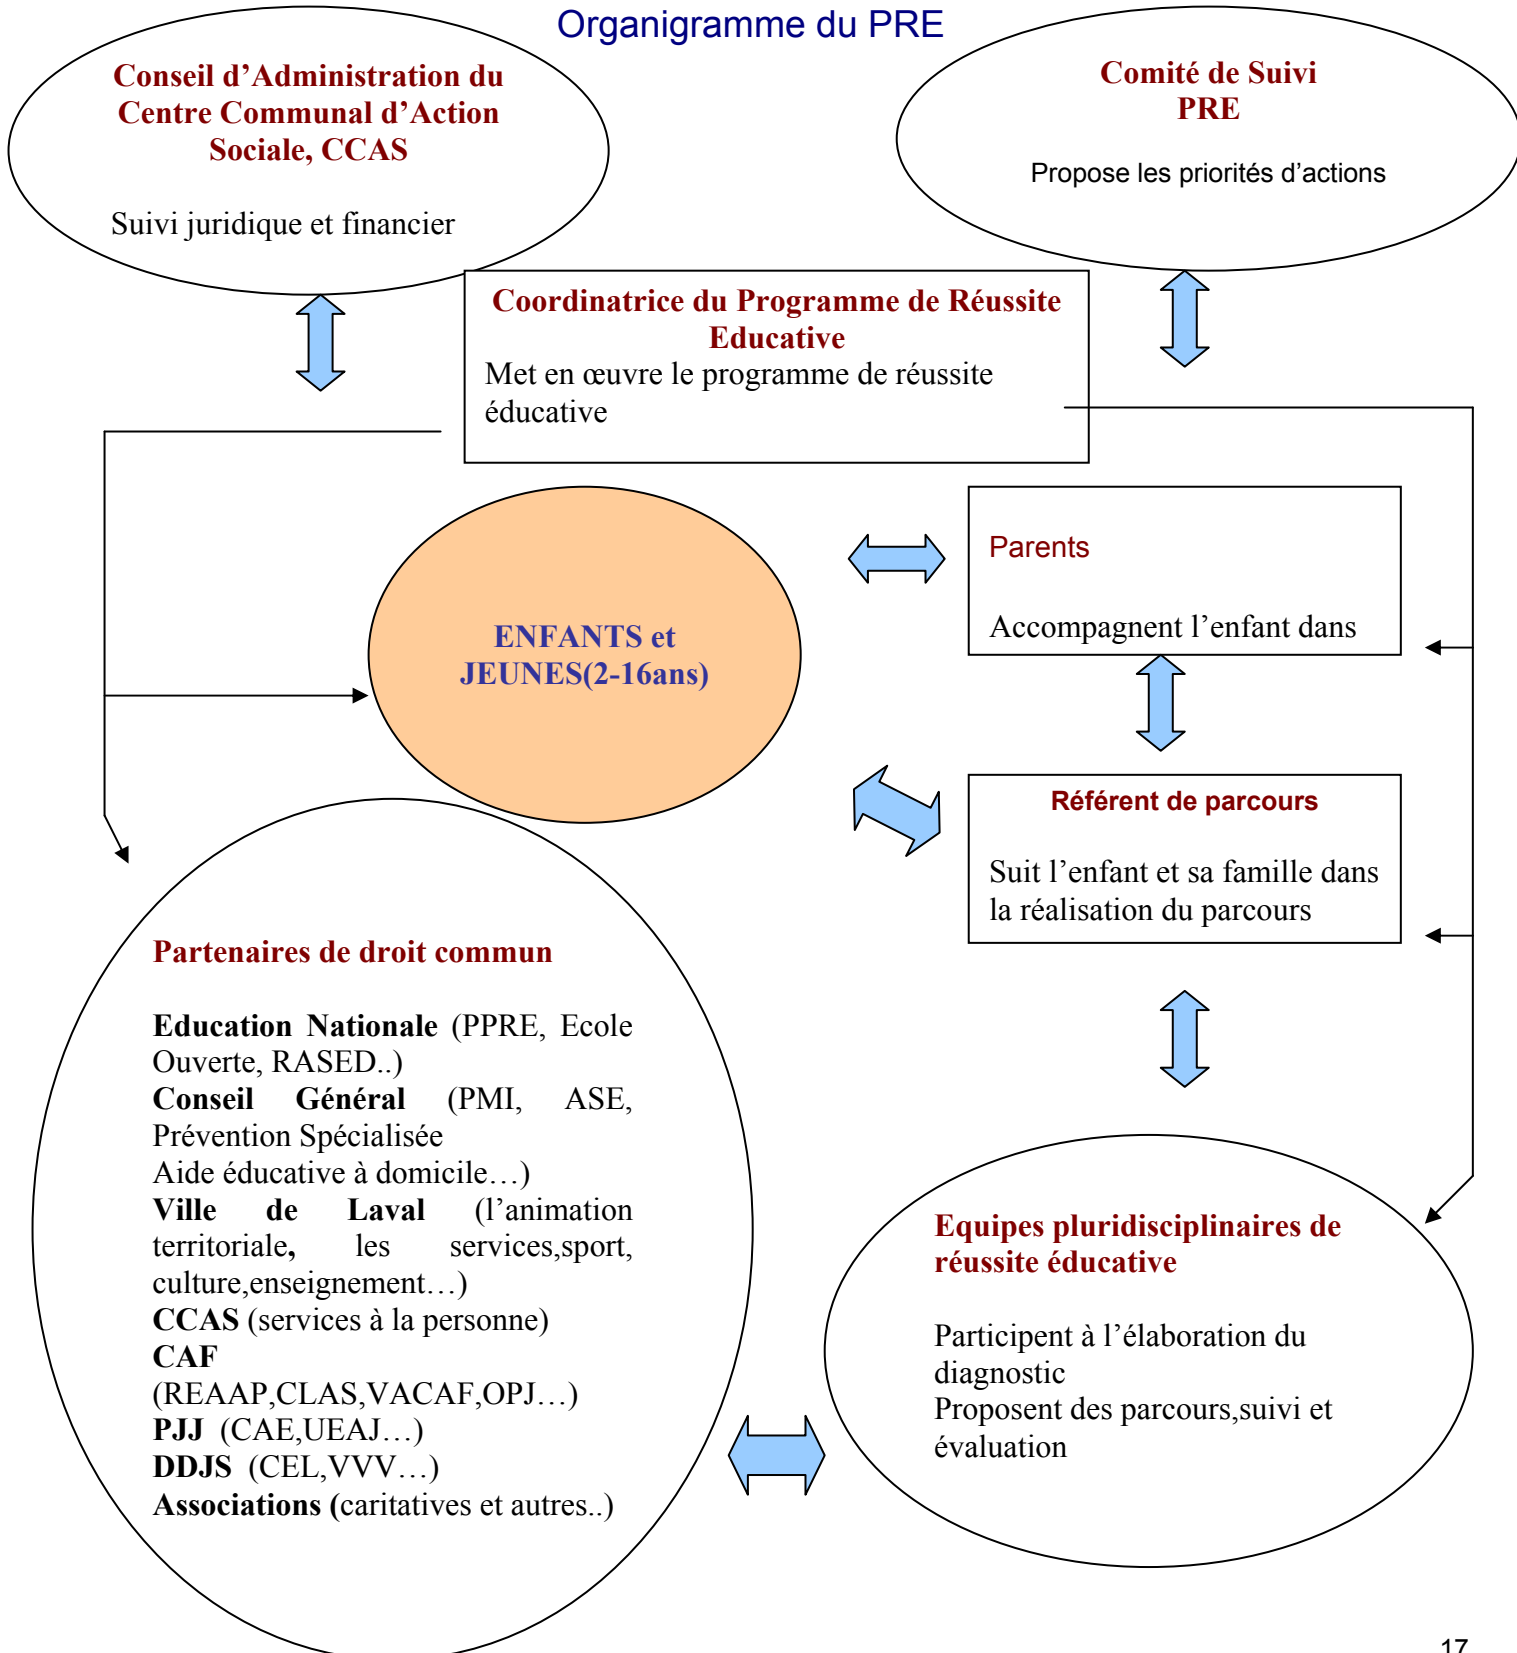 Organigramme du PRE
Conseil d’Administration du
Centre Communal d’Action
Sociale, CCAS
Suivi juridique et financier
Comité de Suivi
PRE
Propose les priorités d’actions
Coordinatrice du Programme de Réussite
Educative
Met en œuvre le programme de réussite
éducative
ENFANTS et
JEUNES(2-16ans)
Parents
Accompagnent l’enfant dans
Référent de parcours
Suit l’enfant et sa famille dans
la réalisation du parcours
Partenaires de droit commun
Education Nationale (PPRE, Ecole
Ouverte, RASED..)
Conseil Général (PMI, ASE,
Prévention Spécialisée
Aide éducative à domicile…)
Ville de Laval (l’animation
territoriale, les services,sport,
culture,enseignement…)
CCAS (services à la personne)
CAF
(REAAP,CLAS,VACAF,OPJ…)
PJJ (CAE,UEAJ…)
DDJS (CEL,VVV…)
Associations (caritatives et autres..)
Equipes pluridisciplinaires de
réussite éducative
Participent à l’élaboration du
diagnostic
Proposent des parcours,suivi et
évaluation
17